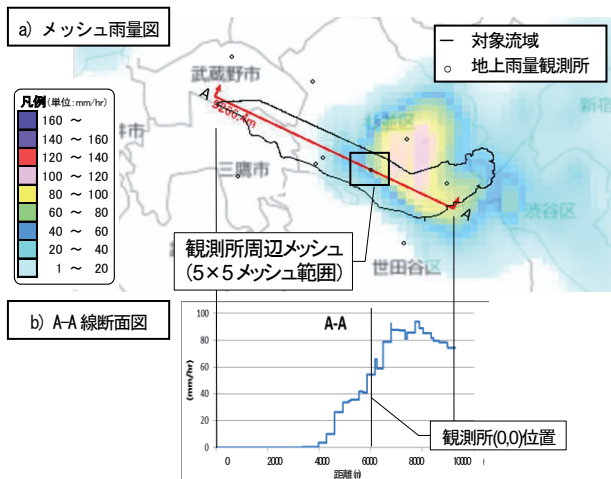 a) メッシュ雨量図
― 対象流域
○ 地上雨量観測所
武蔵野市
新宿
杉並区
三鷹市
井市
渋谷区
世田谷区
A
A
凡例(単位:mm/hr)
160 ～
140 ～ 160
120 ～ 140
100 ～ 120
80 ～ 100
60 ～ 80
40 ～ 60
20 ～ 40
1 ～ 20
観測所周辺メッシュ
(5×5メッシュ範囲)
b) A-A 線断面図
A-A
(mm/hr)
100
80
60
40
20
0
観測所(0,0)位置
0 2000 4000 6000 8000 10000
距離(m)